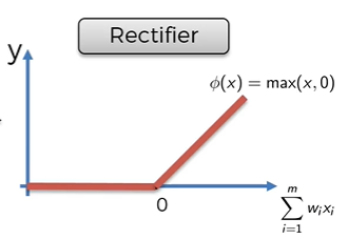 Rectifier
y
ϕ(x) = max(x, 0)
0
m
∑ wᵢxᵢ
i=1